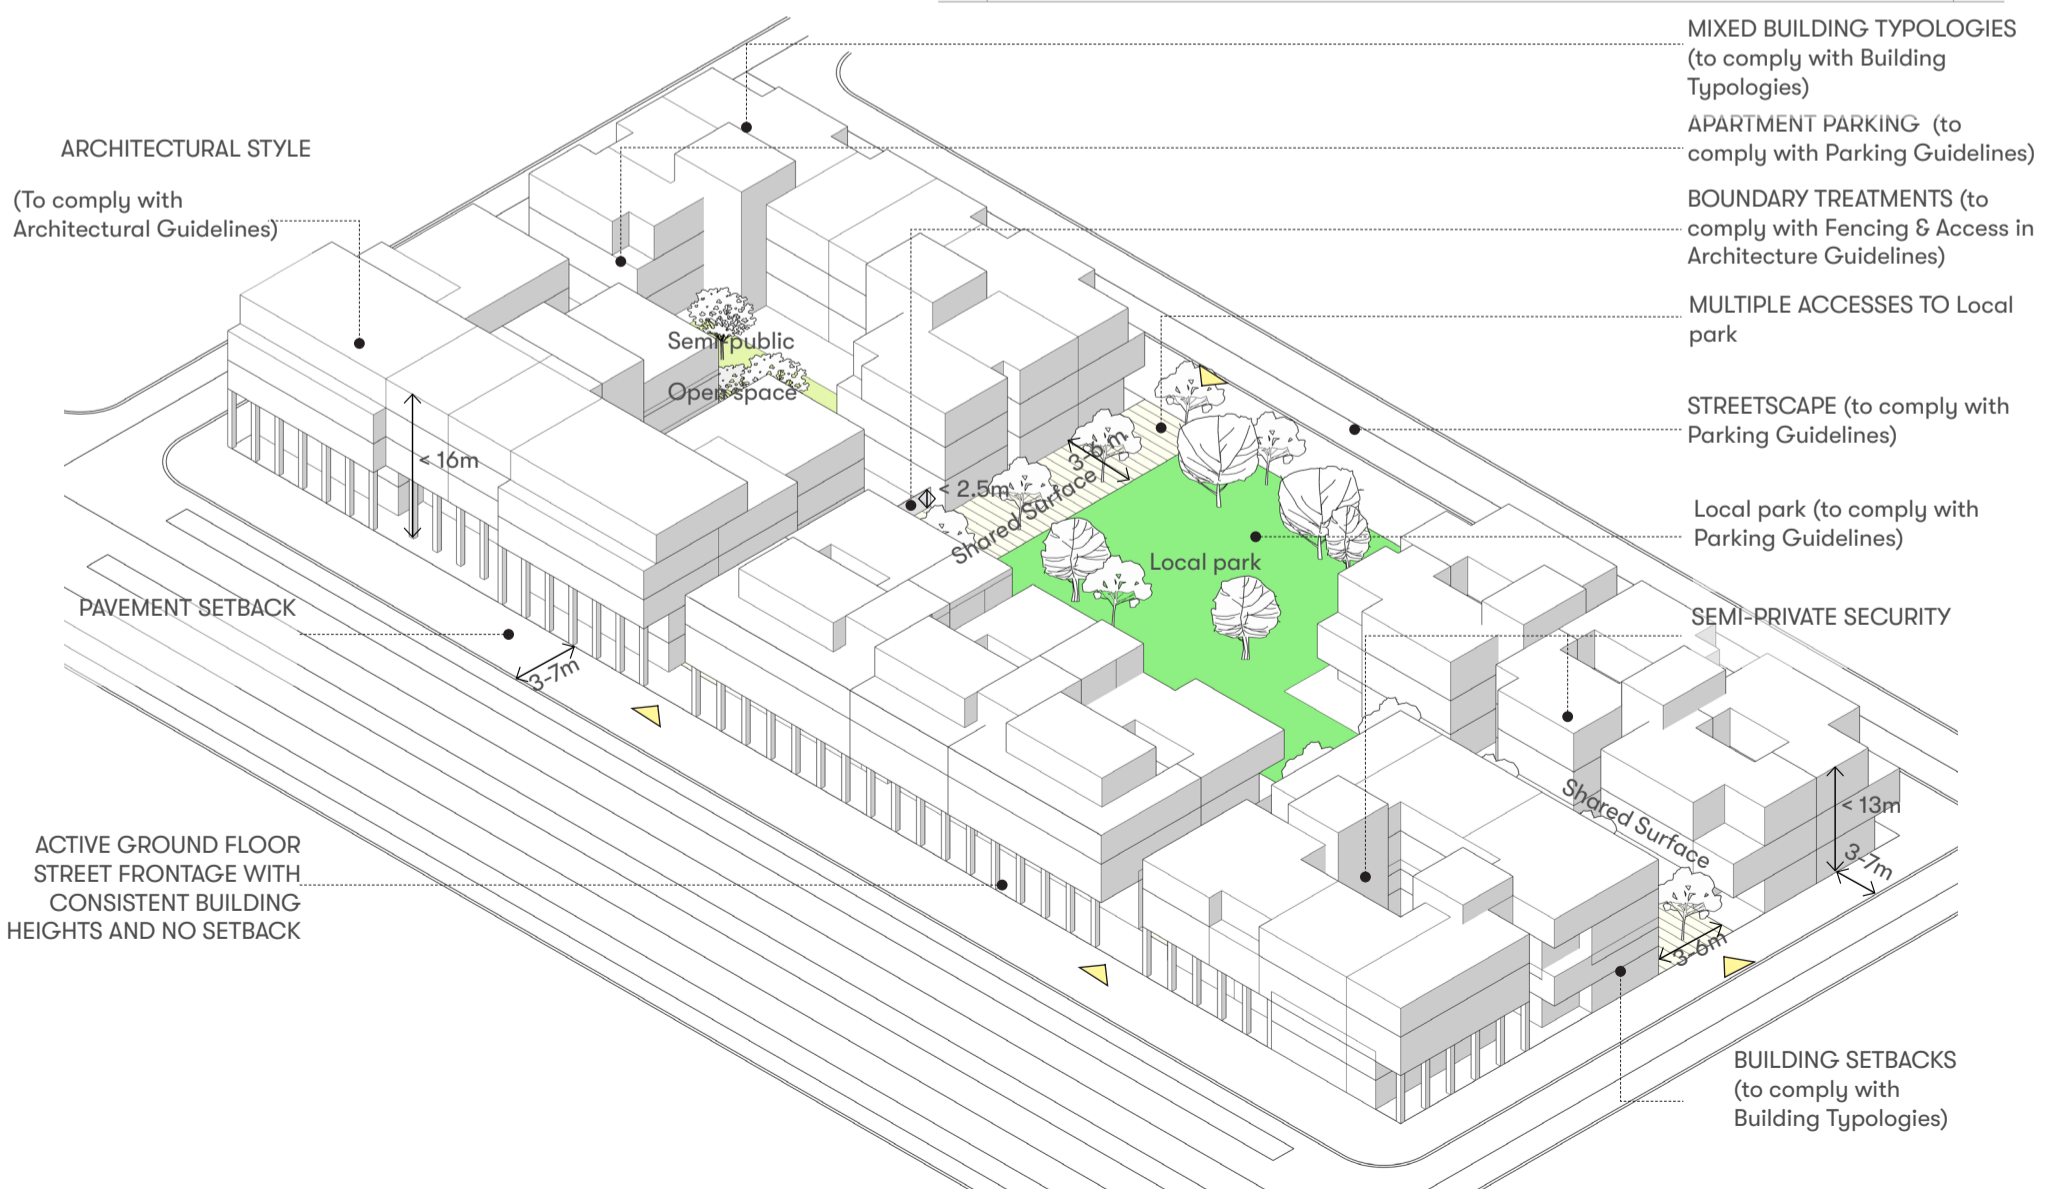 MIXED BUILDING TYPOLOGIES
(to comply with Building
Typologies)
APARTMENT PARKING (to
comply with Parking Guidelines)
BOUNDARY TREATMENTS (to
comply with Fencing & Access in
Architecture Guidelines)
MULTIPLE ACCESSES TO Local
park
STREETSCAPE (to comply with
Parking Guidelines)
Local park (to comply with
Parking Guidelines)
SEMI-PRIVATE SECURITY
BUILDING SETBACKS
(to comply with
Building Typologies)
ARCHITECTURAL STYLE
(To comply with
Architectural Guidelines)
PAVEMENT SETBACK
ACTIVE GROUND FLOOR
STREET FRONTAGE WITH
CONSISTENT BUILDING
HEIGHTS AND NO SETBACK
Semi-public
Open space
< 16m
3-6 m
< 2.5m
Shared Surface
Local park
3-7m
Shared Surface
< 13m
3-7m
3-6m